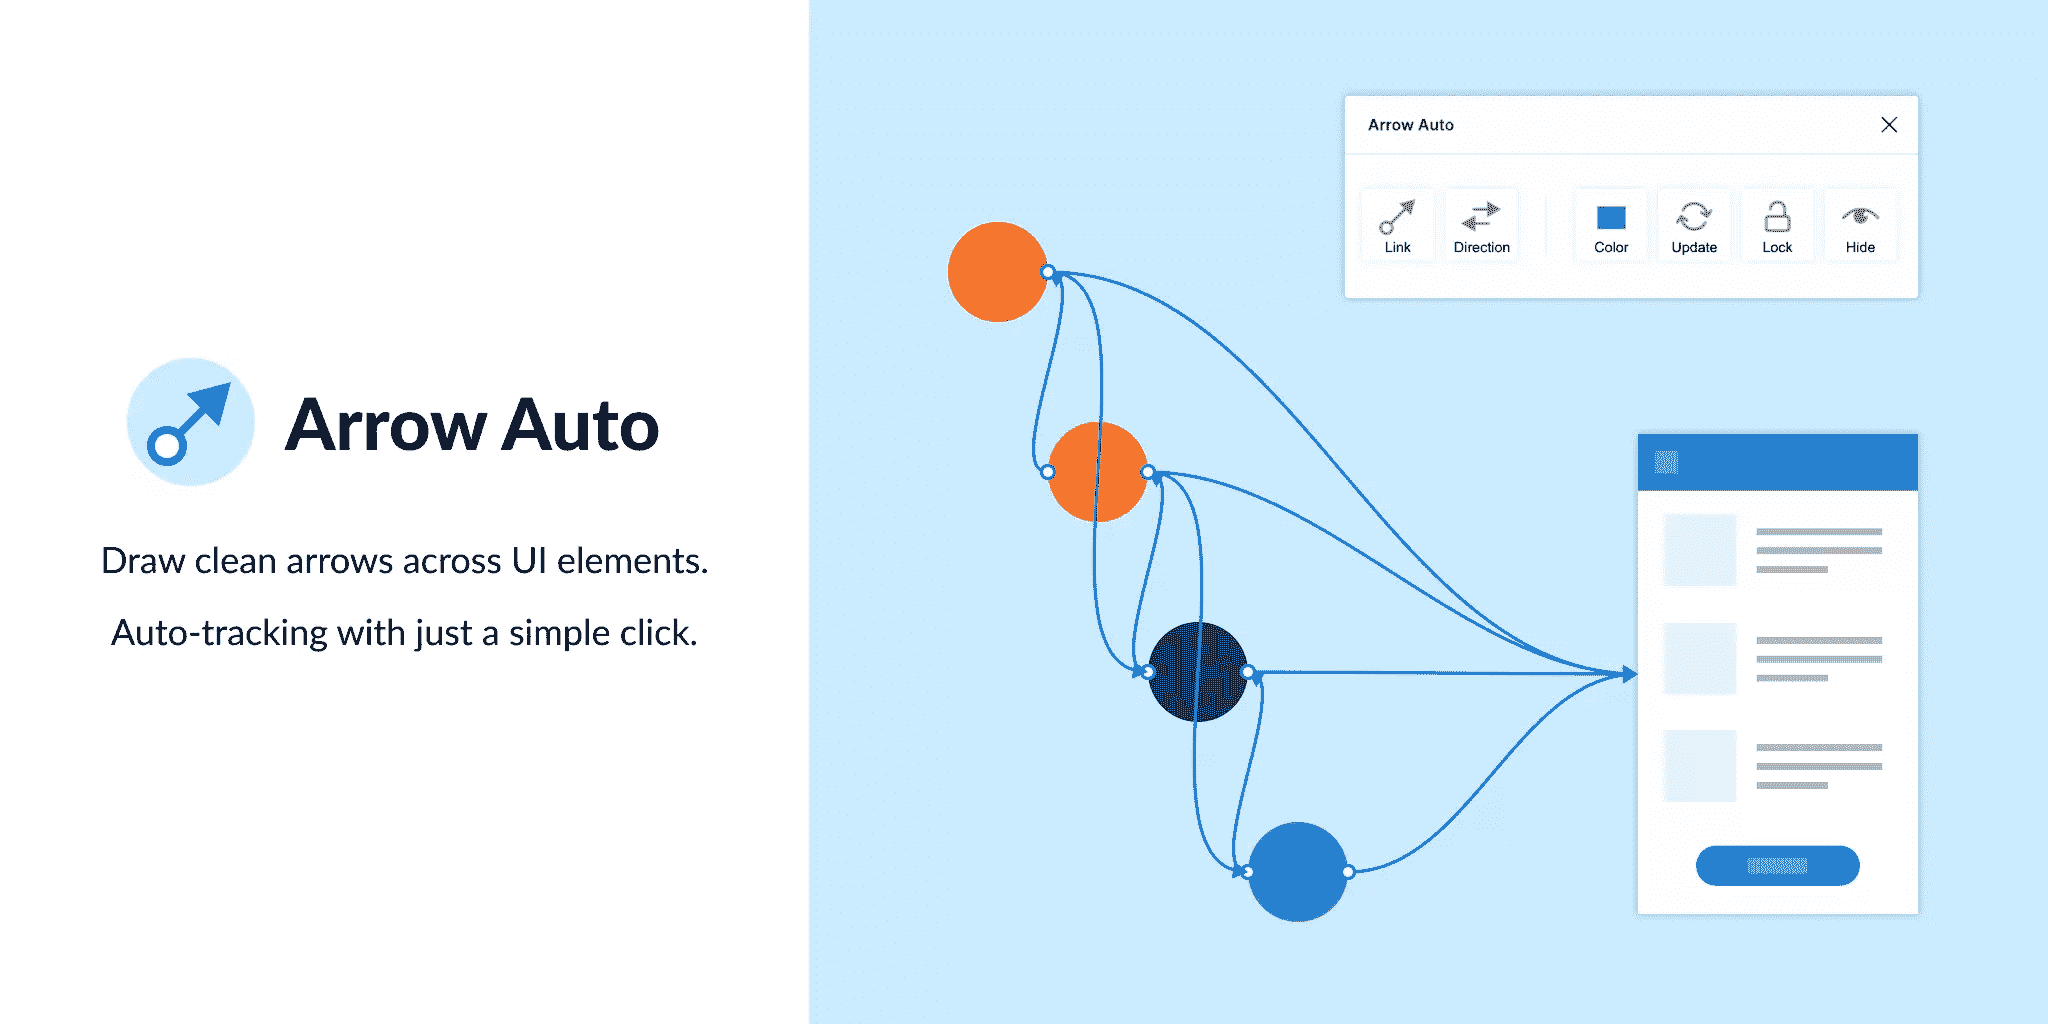 Arrow Auto
Draw clean arrows across UI elements.
Auto-tracking with just a simple click.
Arrow Auto
Link
Direction
Color
Update
Lock
Hide